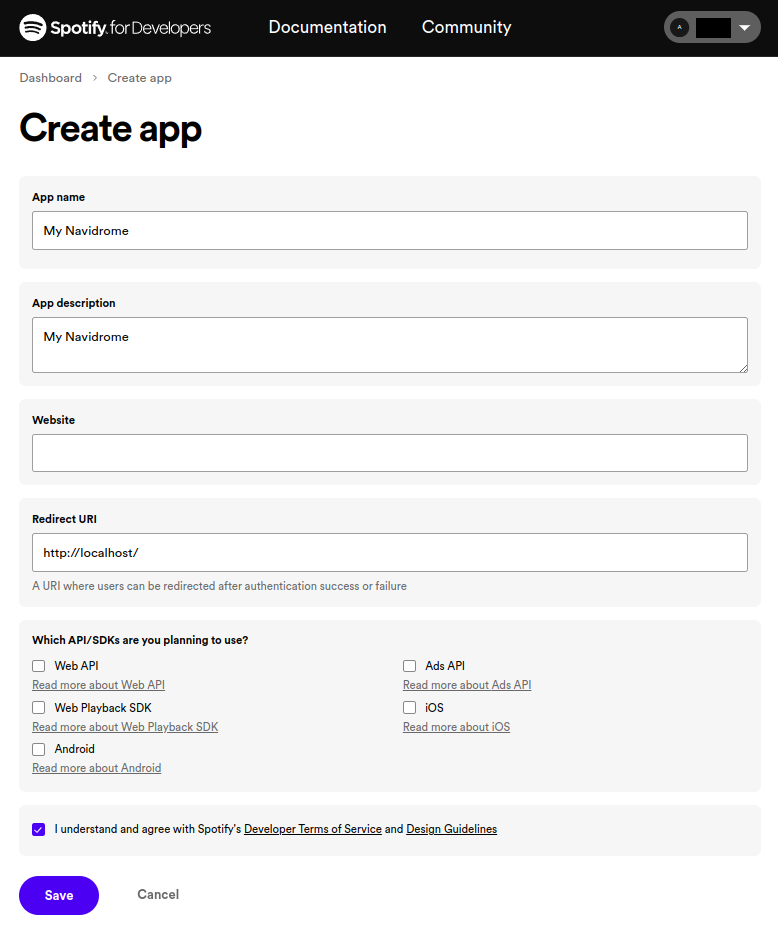 Spotify for Developers
Documentation
Community
A
Dashboard > Create app
Create app
App name
My Navidrome
App description
My Navidrome
Website
Redirect URI
http://localhost/
A URI where users can be redirected after authentication success or failure
Which API/SDKs are you planning to use?
Web API
Read more about Web API
Ads API
Read more about Ads API
Web Playback SDK
Read more about Web Playback SDK
iOS
Read more about iOS
Android
Read more about Android
I understand and agree with Spotify's Developer Terms of Service and Design Guidelines
Save
Cancel